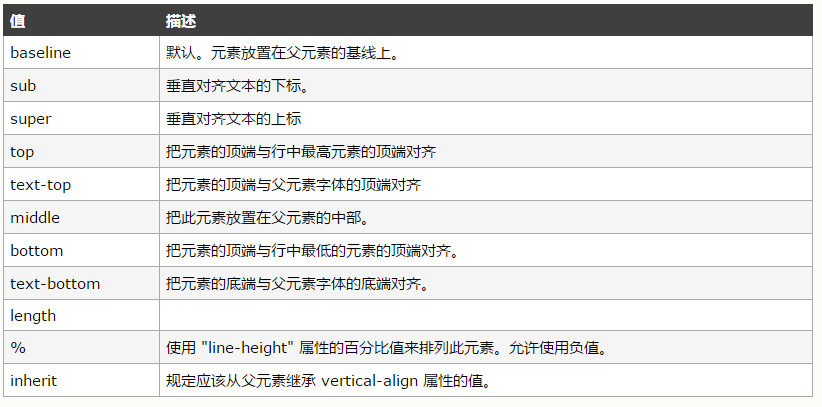 值 描述
baseline 默认。元素放置在父元素的基线上。
sub 垂直对齐文本的下标。
super 垂直对齐文本的上标
top 把元素的顶端与行中最高元素的顶端对齐
text-top 把元素的顶端与父元素字体的顶端对齐
middle 把此元素放置在父元素的中部。
bottom 把元素的顶端与行中最低的元素的顶端对齐。
text-bottom 把元素的底端与父元素字体的底端对齐。
length
% 使用 "line-height" 属性的百分比值来排列此元素。允许使用负值。
inherit 规定应该从父元素继承 vertical-align 属性的值。